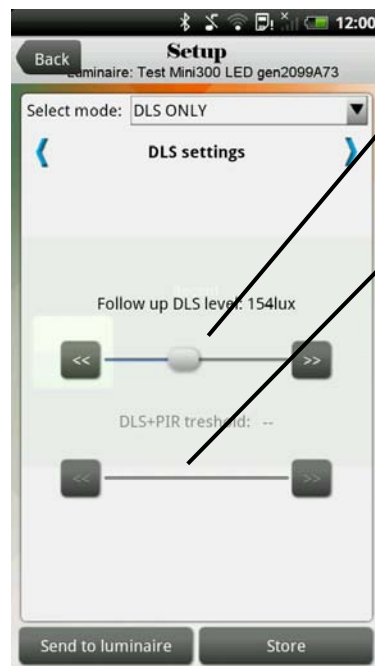 12:00
Back
Setup
Luminaire: Test Mini300 LED gen2099A73
Select mode: DLS ONLY
DLS settings
Follow up DLS level: 154lux
<< >>
DLS+PIR treshold: --
<< >>
Send to luminaire Store